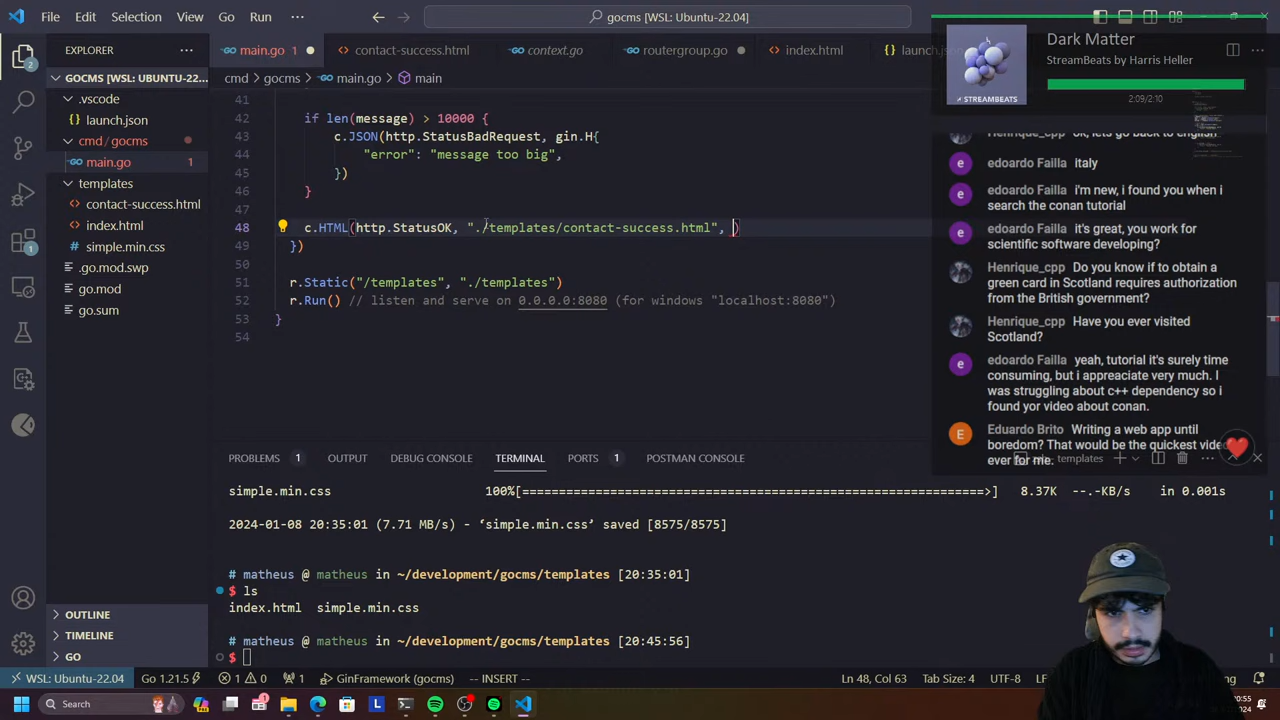 File Edit Selection View Go Run ··· gocms [WSL: Ubuntu-22.04]
EXPLORER
main.go
contact-success.html
context.go
routergroup.go
index.html
launch.json
GOCMS [WSL: UBUNTU-22.04...
.vscode
launch.json
cmd/gocms
main.go 1
templates
contact-success.html
index.html
simple.min.css
.go.mod.swp
go.mod
go.sum
OUTLINE
TIMELINE
GO
cmd > gocms > main.go > main
41
42 if len(message) > 10000 {
43 c.JSON(http.StatusBadRequest, gin.H{
44 "error": "message too big",
45 })
46 }
47
48 c.HTML(http.StatusOK, "./templates/contact-success.html", )
49 })
50
51 r.Static("/templates", "./templates")
52 r.Run() // listen and serve on 0.0.0.0:8080 (for windows "localhost:8080")
53 }
54
Dark Matter
StreamBeats by Harris Heller
2:09/2:10
STREAMBEATS
Henrique_cpp ok, lets go back to english
edoardo Failla italy
edoardo Failla i'm new, i found you when i
search the conan tutorial
edoardo Failla it's great, you work for
scientific software developing?
Henrique_cpp Do you know if to obtain a
green card in Scotland requires authorization
from the British government?
Henrique_cpp Have you ever visited
Scotland?
edoardo Failla yeah, tutorial it's surely time
consuming, but i appreaciate very much. I
was struggling about c++ dependency so i
found yor video about conan.
Eduardo Brito Writing a web app until
boredom? That would be the quickest video
ever for me.
PROBLEMS 1 OUTPUT DEBUG CONSOLE TERMINAL PORTS 1 POSTMAN CONSOLE
templates
simple.min.css 100%[===================================================================>] 8.37K --.-KB/s in 0.001s
2024-01-08 20:35:01 (7.71 MB/s) - ‘simple.min.css’ saved [8575/8575]
# matheus @ matheus in ~/development/gocms/templates [20:35:01]
$ ls
index.html simple.min.css
# matheus @ matheus in ~/development/gocms/templates [20:45:56]
$
WSL: Ubuntu-22.04 Go 1.21.5 1 0 1 GinFramework (gocms) -- INSERT -- Ln 48, Col 63 Tab Size: 4 UTF-8
Search